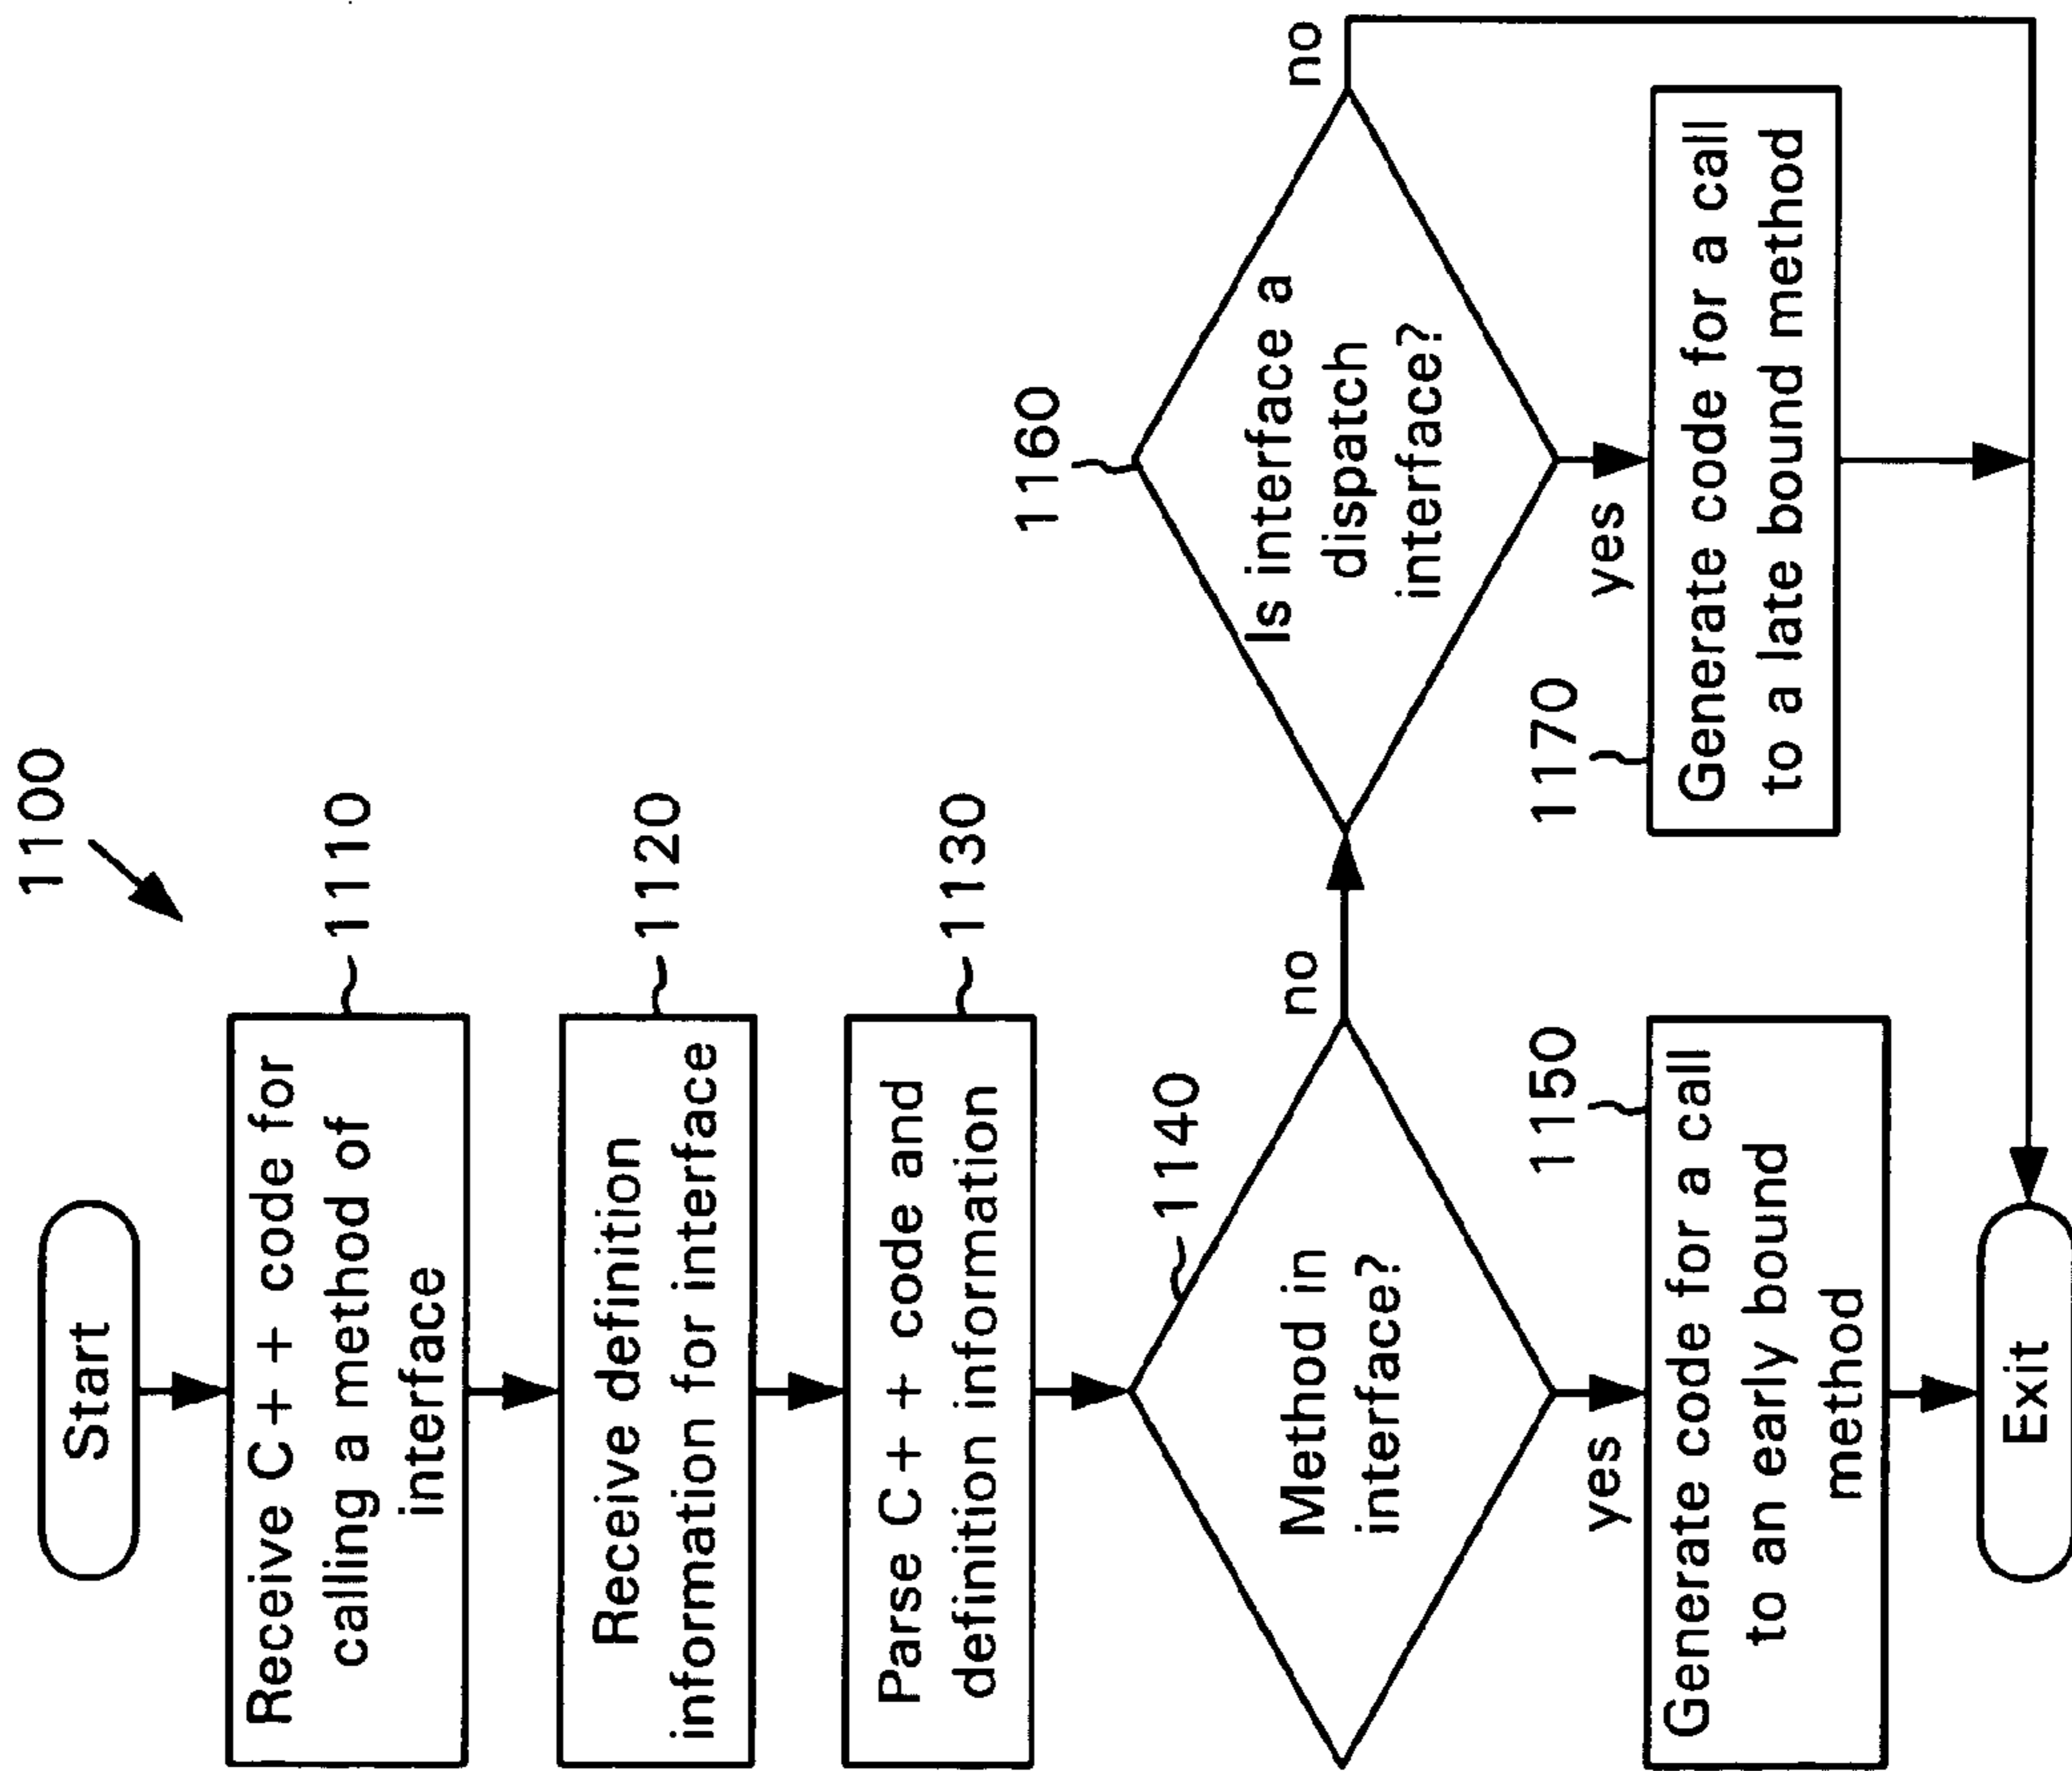 1100
Start
Receive C++ code for
calling a method of
interface
1110
Receive definition
information for interface
1120
Parse C++ code and
definition information
1130
Method in
interface?
1140
no
yes
Is interface a
dispatch
interface?
1160
no
yes
Generate code for a call
to an early bound
method
1150
Generate code for a call
to a late bound method
1170
Exit